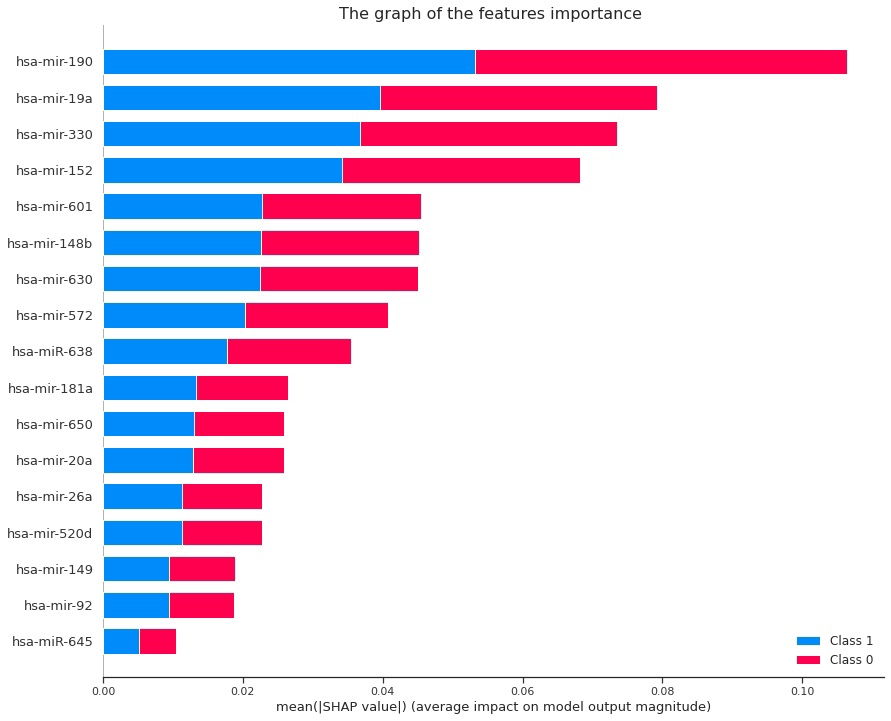 The graph of the features importance
hsa-mir-190
hsa-mir-19a
hsa-mir-330
hsa-mir-152
hsa-mir-601
hsa-mir-148b
hsa-mir-630
hsa-mir-572
hsa-miR-638
hsa-mir-181a
hsa-mir-650
hsa-mir-20a
hsa-mir-26a
hsa-mir-520d
hsa-mir-149
hsa-mir-92
hsa-miR-645
Class 1
Class 0
0.00 0.02 0.04 0.06 0.08 0.10
mean(|SHAP value|) (average impact on model output magnitude)